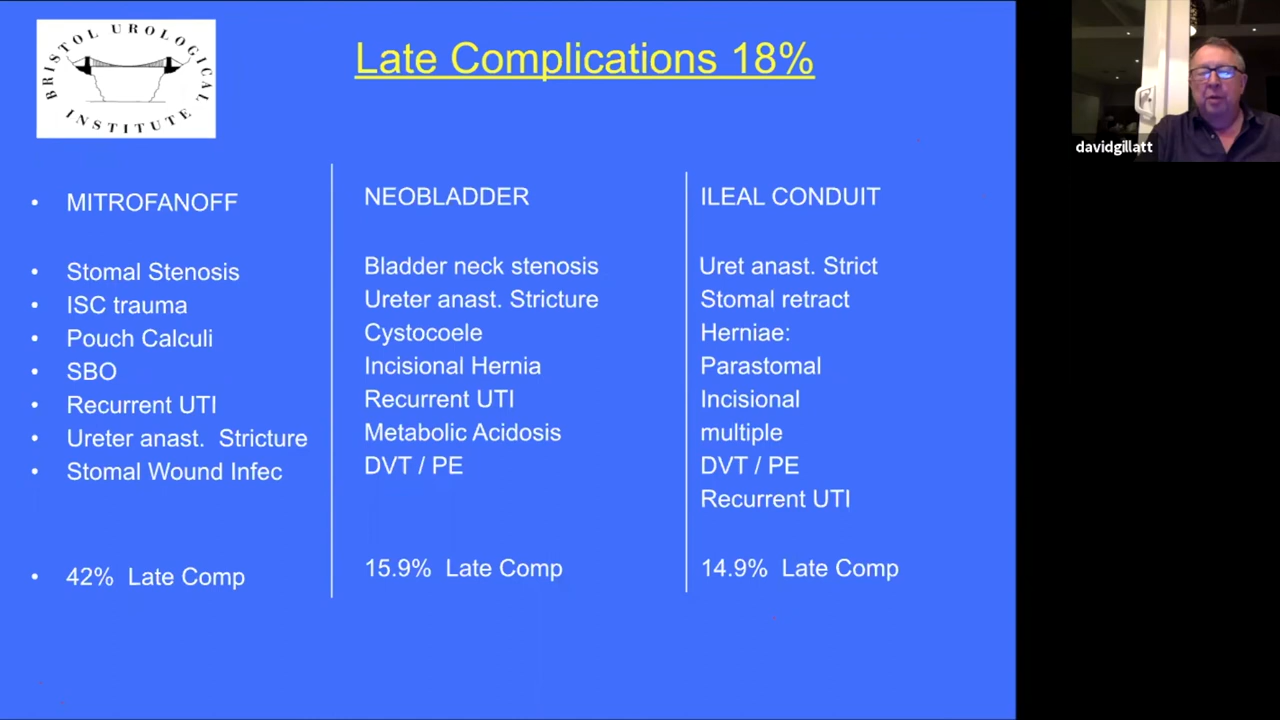 BRISTOL UROLOGICAL
INSTITUTE
Late Complications 18%
• MITROFANOFF
• Stomal Stenosis
• ISC trauma
• Pouch Calculi
• SBO
• Recurrent UTI
• Ureter anast. Stricture
• Stomal Wound Infec
• 42% Late Comp
NEOBLADDER
Bladder neck stenosis
Ureter anast. Stricture
Cystocoele
Incisional Hernia
Recurrent UTI
Metabolic Acidosis
DVT / PE
15.9% Late Comp
ILEAL CONDUIT
Uret anast. Strict
Stomal retract
Herniae:
Parastomal
Incisional
multiple
DVT / PE
Recurrent UTI
14.9% Late Comp
davidgillatt